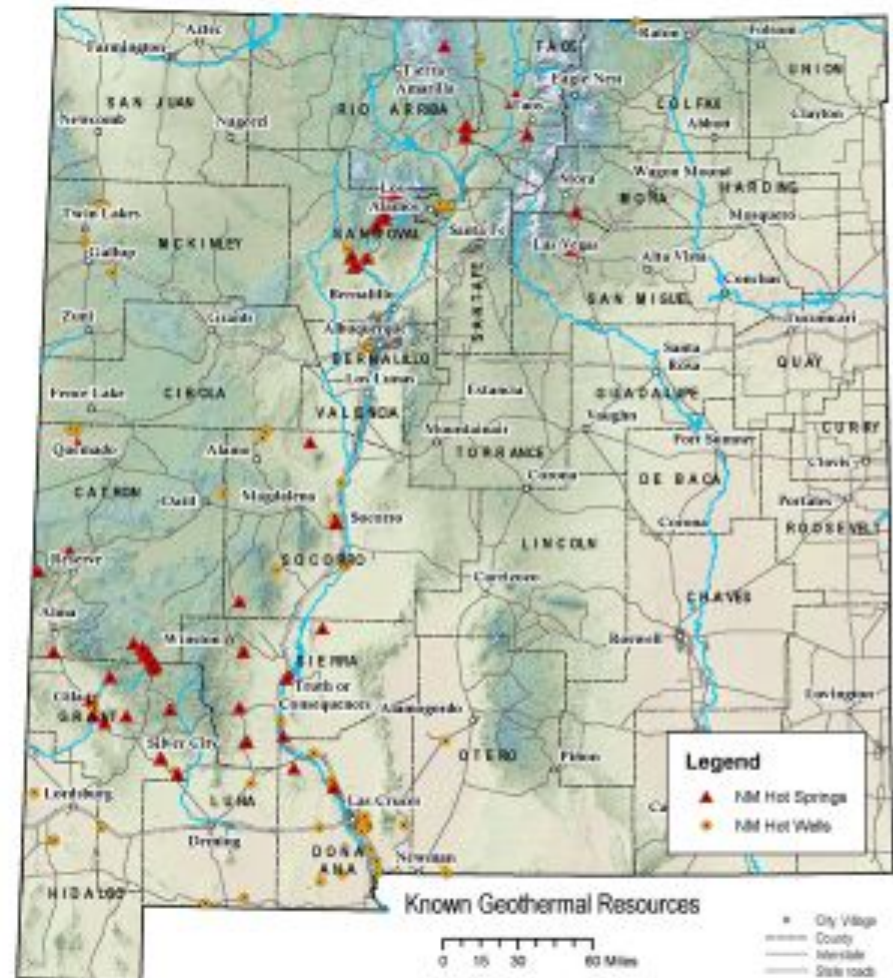 Aztec
Farmington
Raton
Folsom
TAOS
Tierra
Amarilla
Eagle Nest
UNION
SAN JUAN
RIO ARRIBA
Taos
COLFAX
Clayton
Newcomb
Nageezi
Abbott
Mora
Wagon Mound
HARDING
Los
Alamos
MORA
Twin Lakes
Mosquero
MCKINLEY
SANDOVAL
Santa Fe
Las Vegas
Gallup
Alta Vista
SANTA FE
Conchas
Bernalillo
SAN MIGUEL
Zuni
Grants
Albuquerque
Tucumcari
BERNALILLO
Santa
Rosa
QUAY
Los Lunas
Fence Lake
CIBOLA
Estancia
GUADALUPE
VALENCIA
Vaughn
CURRY
Quemado
Alamo
Mountainair
TORRANCE
Fort Sumner
Clovis
CATRON
Datil
Magdalena
Corona
DE BACA
Portales
Socorro
Corona
ROOSEVELT
LINCOLN
Reserve
SOCORRO
Carrizozo
CHAVES
Alma
Winston
Roswell
SIERRA
Truth or
Consequences
Lovington
GRANT
Alamogordo
Silver City
OTERO
Pinon
Lordsburg
LUNA
Las Cruces
Deming
DONA
ANA
Newman
HIDALGO
Legend
NM Hot Springs
NM Hot Wells
Known Geothermal Resources
0 15 30 60 Miles
City Village
County
Interstate
State roads